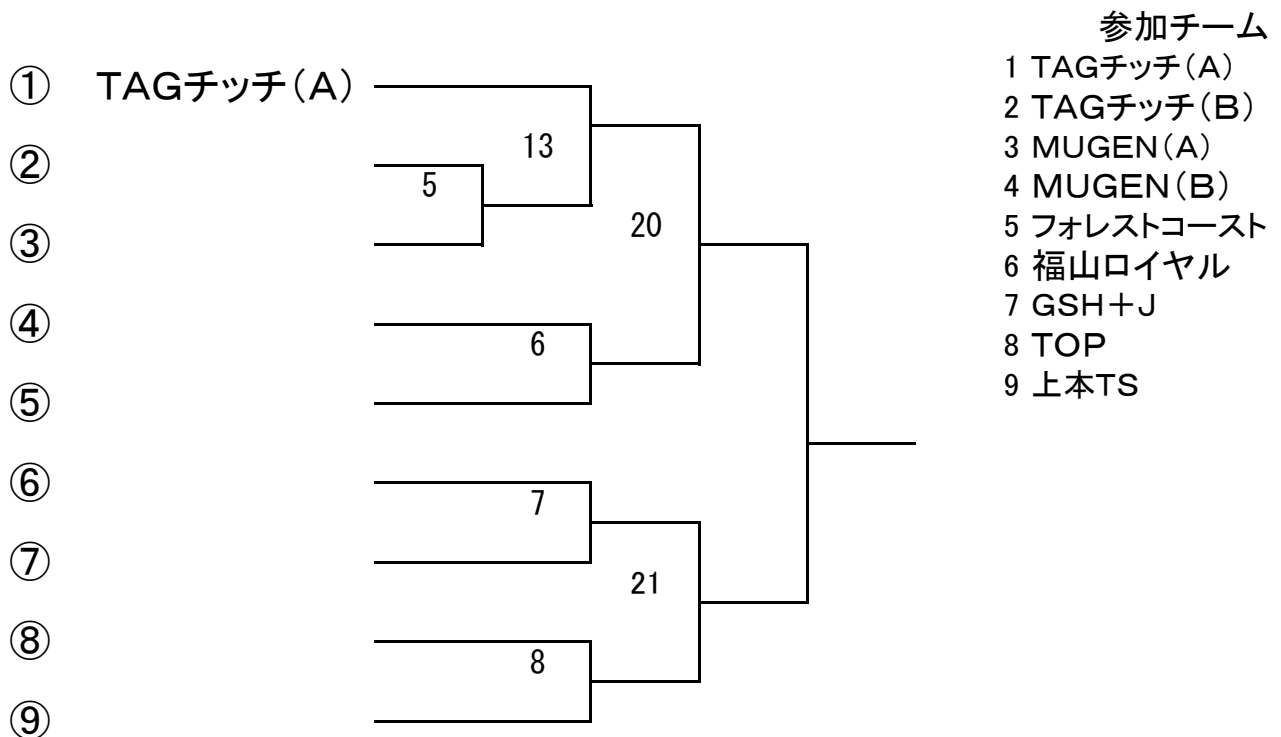 参加チーム
1 TAGチッチ(A)
2 TAGチッチ(B)
3 MUGEN(A)
4 MUGEN(B)
5 フォレストコースト
6 福山ロイヤル
7 GSH+J
8 TOP
9 上本TS
① TAGチッチ(A)
13
②
5
③
20
④
6
⑤
⑥
7
⑦
21
⑧
8
⑨